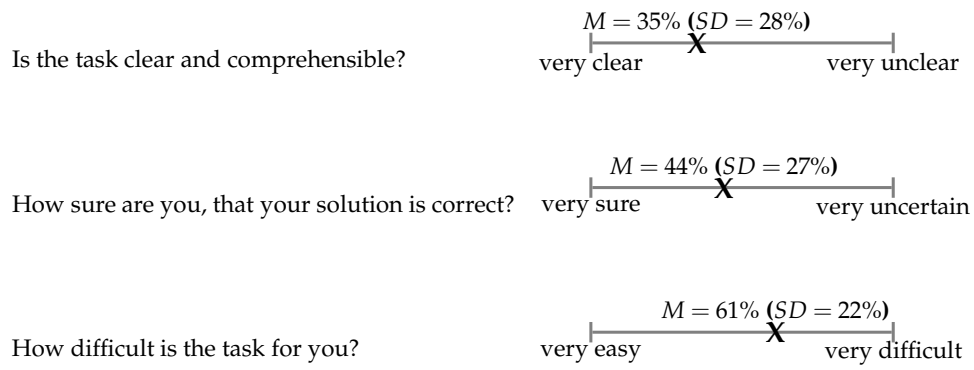 M = 35% (SD = 28%)
X
Is the task clear and comprehensible?
very clear
very unclear
M = 44% (SD = 27%)
X
How sure are you, that your solution is correct?
very sure
very uncertain
M = 61% (SD = 22%)
X
How difficult is the task for you?
very easy
very difficult